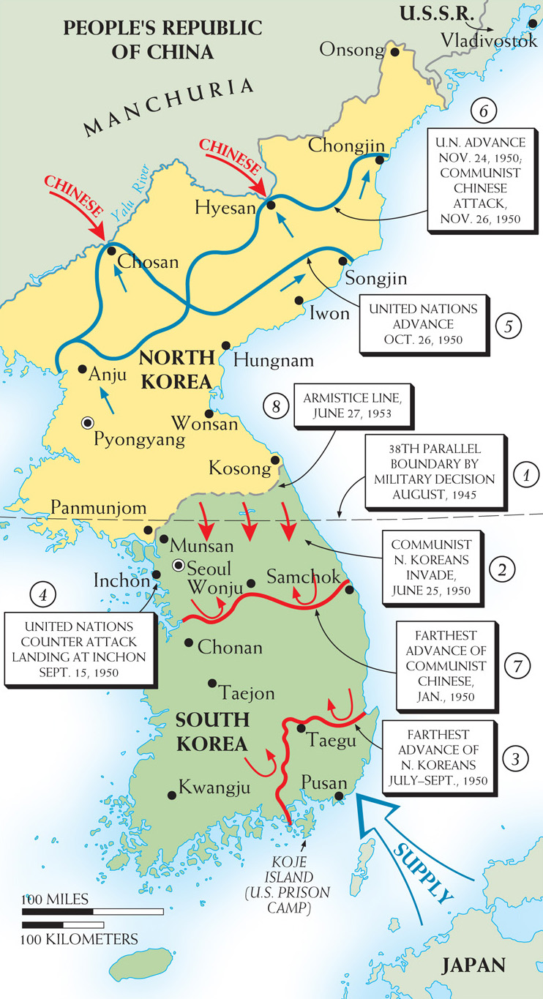 U.S.S.R.
Vladivostok
PEOPLE'S REPUBLIC
OF CHINA
Onsong
MANCHURIA
6
U.N. ADVANCE
NOV. 24, 1950;
COMMUNIST
CHINESE
ATTACK,
NOV. 26, 1950
Chongjin
CHINESE
CHINESE
Yalu River
Hyesan
Chosan
Songjin
Iwon
UNITED NATIONS
ADVANCE
OCT. 26, 1950
5
NORTH
KOREA
Hungnam
Anju
8
ARMISTICE LINE,
JUNE 27, 1953
Wonsan
Pyongyang
38TH PARALLEL
BOUNDARY BY
MILITARY DECISION
AUGUST, 1945
1
Kosong
Panmunjom
Munsan
COMMUNIST
N. KOREANS
INVADE,
JUNE 25, 1950
2
Seoul
Inchon
Wonju
Samchok
4
UNITED NATIONS
COUNTER ATTACK
LANDING AT INCHON
SEPT. 15, 1950
Chonan
FARTHEST
ADVANCE OF
COMMUNIST
CHINESE,
JAN., 1950
7
Taejon
SOUTH
KOREA
Taegu
FARTHEST
ADVANCE OF
N. KOREANS
JULY–SEPT., 1950
3
Kwangju
Pusan
SUPPLY
KOJE
ISLAND
(U.S. PRISON
CAMP)
100 MILES
100 KILOMETERS
JAPAN